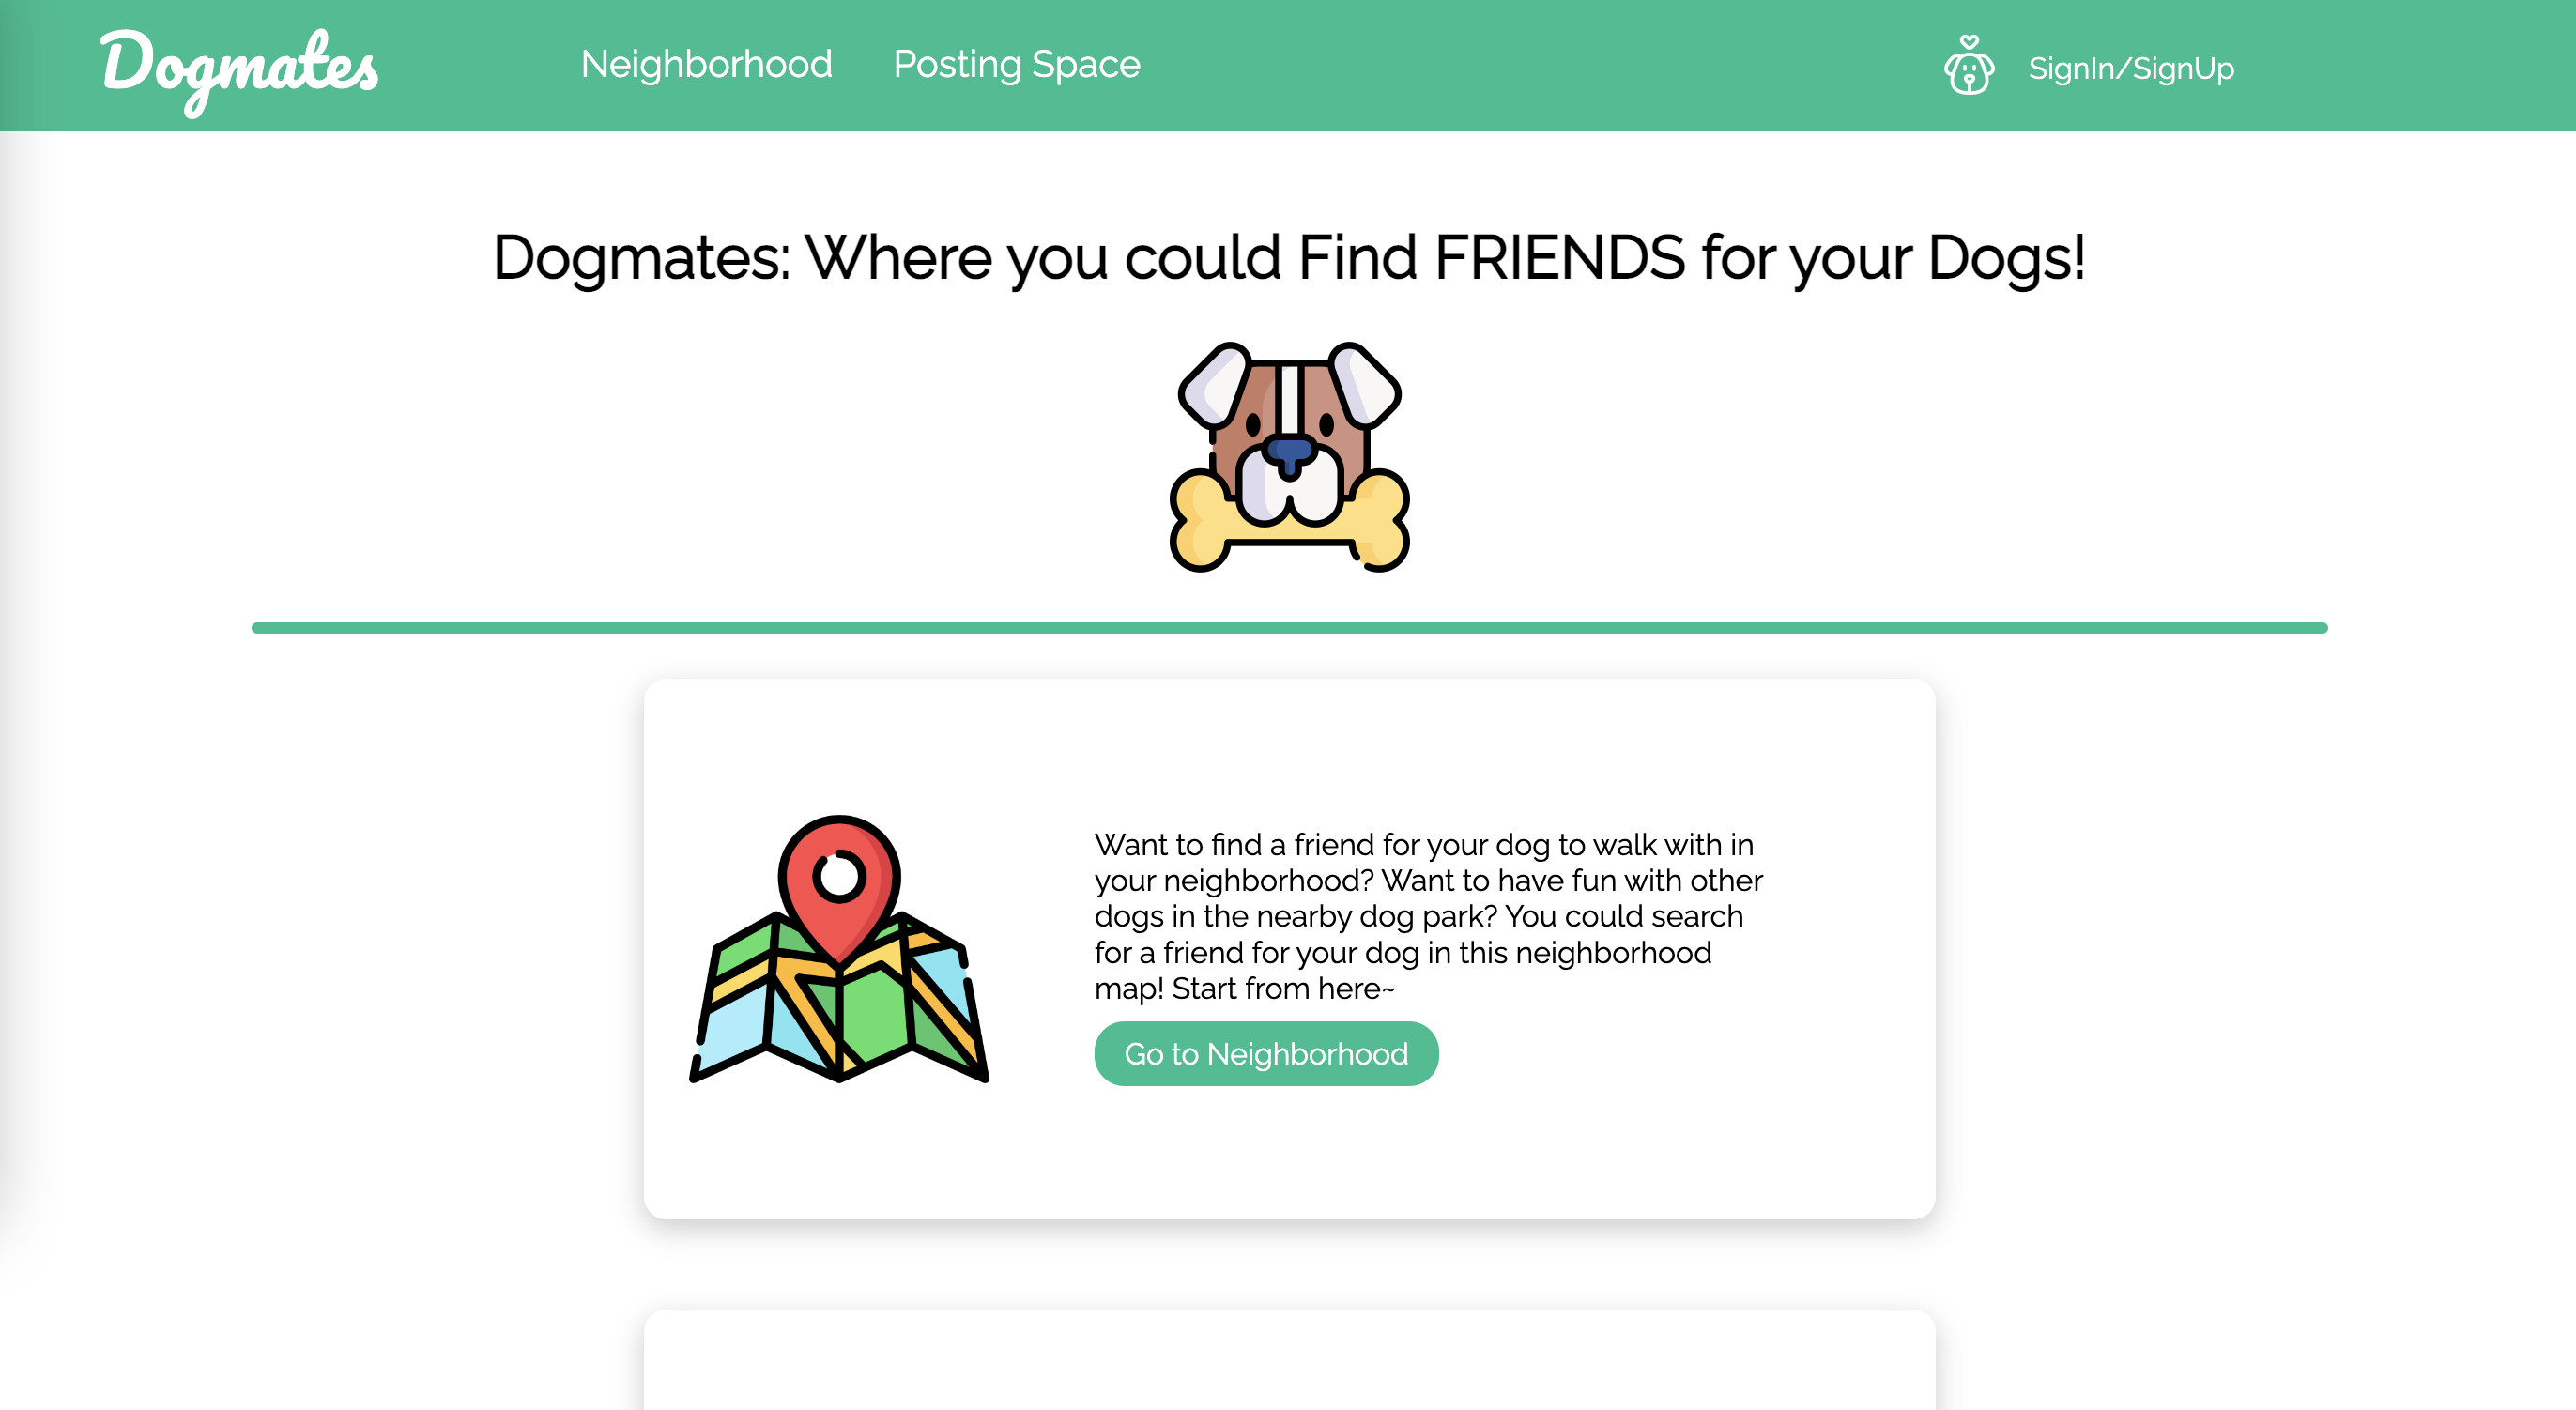 Dogmates
Neighborhood
Posting Space
SignIn/SignUp
Dogmates: Where you could Find FRIENDS for your Dogs!
Want to find a friend for your dog to walk with in
your neighborhood? Want to have fun with other
dogs in the nearby dog park? You could search
for a friend for your dog in this neighborhood
map! Start from here~
Go to Neighborhood